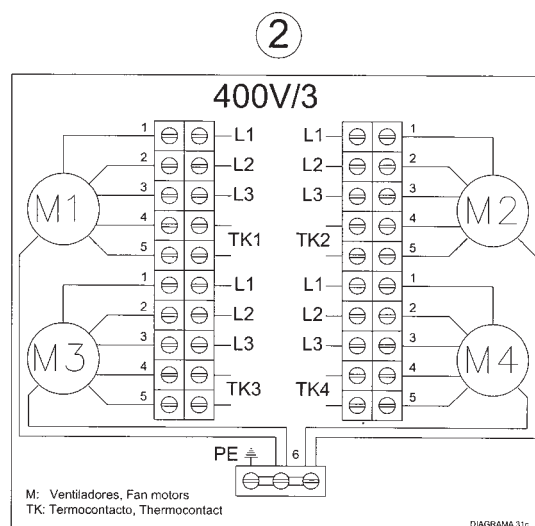 2
400V/3
1 L1 L1 1
2 L2 L2 2
3 L3 L3 3
M1 M2
4 4
TK1 TK2
5 5
1 L1 L1 1
2 L2 L2 2
3 L3 L3 3
M3 M4
4 4
TK3 TK4
5 5
PE 6
M: Ventiladores, Fan motors
TK: Termocontacto, Thermocontact
DIAGRAMA 31c